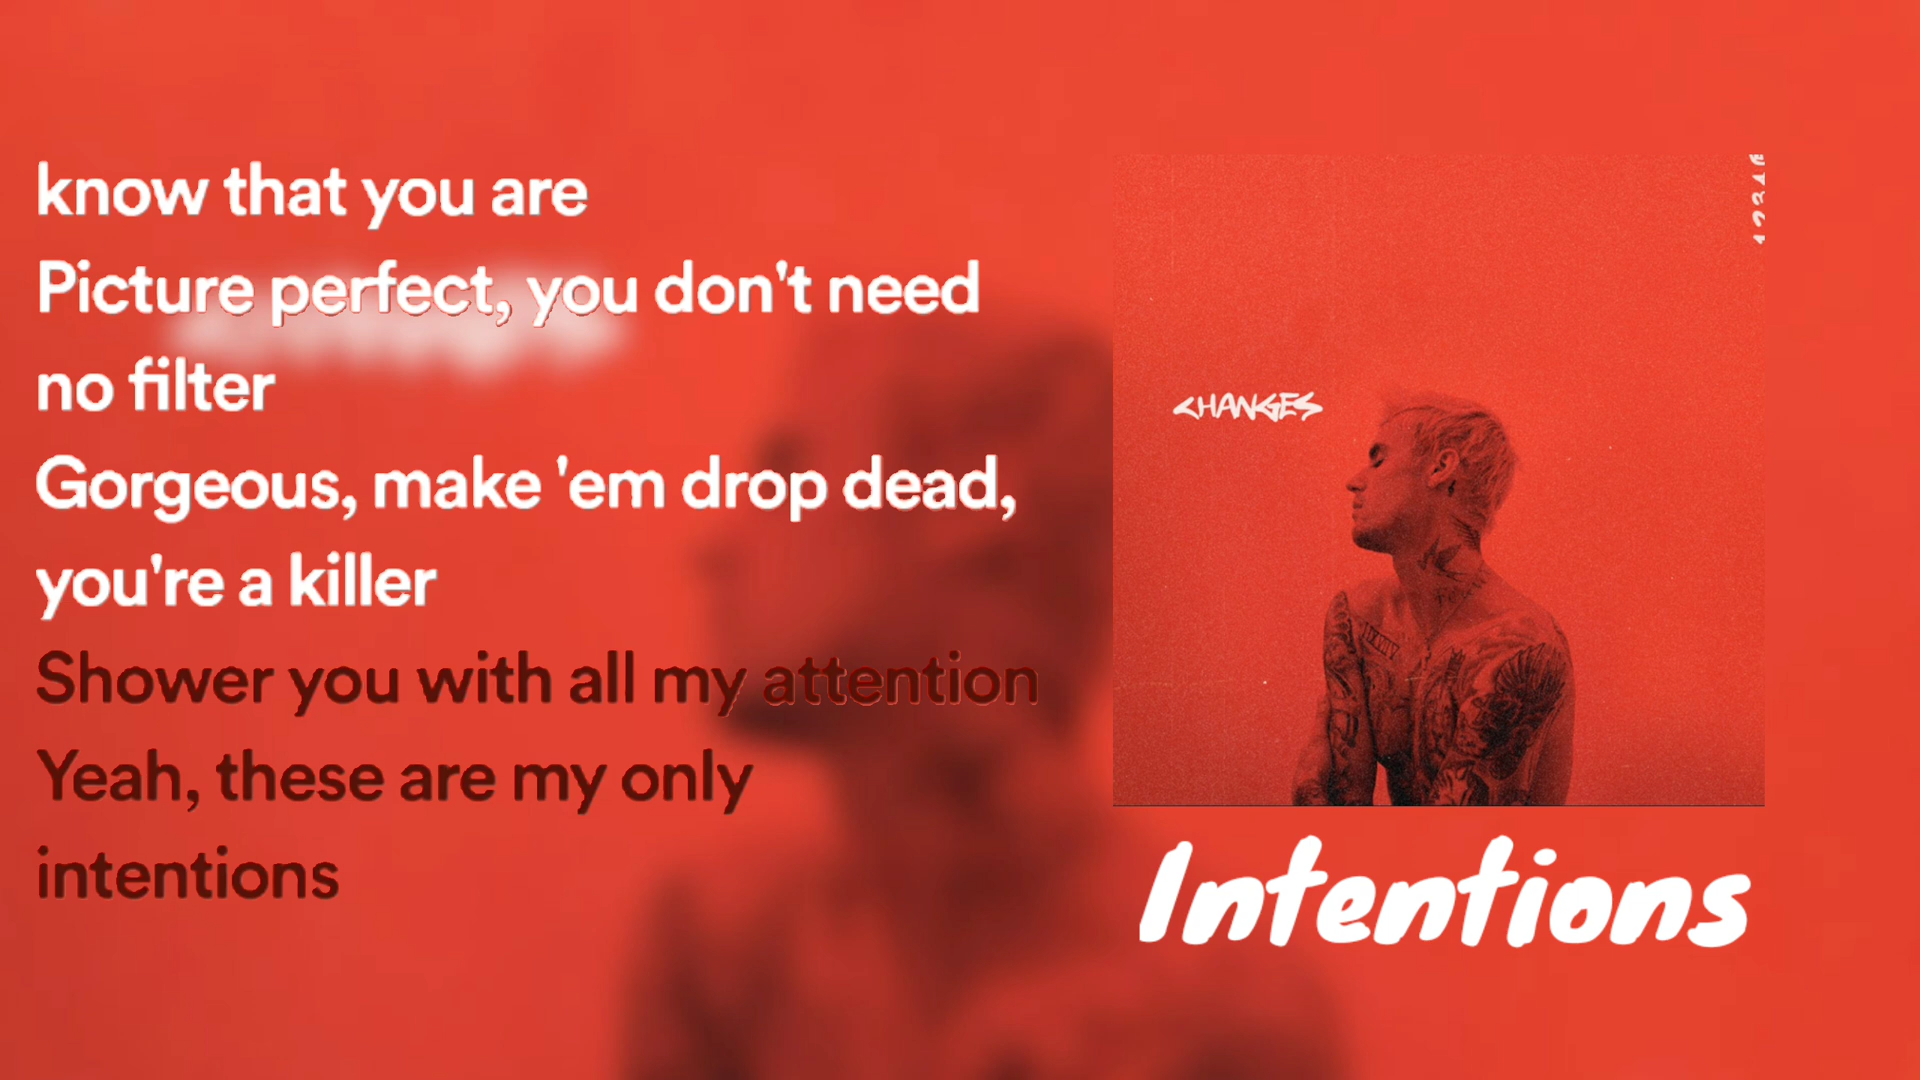 know that you are
Picture perfect, you don't need
no filter
Gorgeous, make 'em drop dead,
you're a killer
Shower you with all my attention
Yeah, these are my only
intentions
CHANGES
Intentions